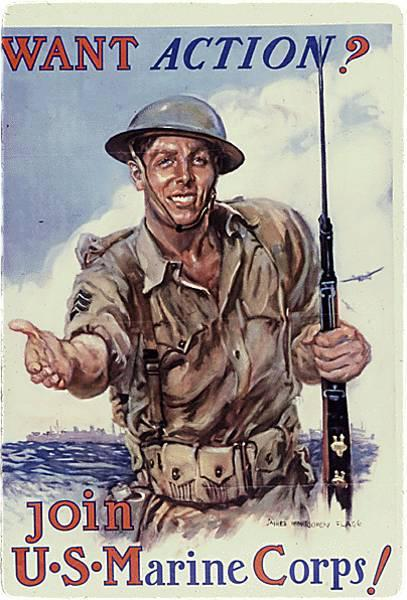 WANT ACTION?
JAMES MONTGOMERY FLAGG
join
U·S·Marine Corps!